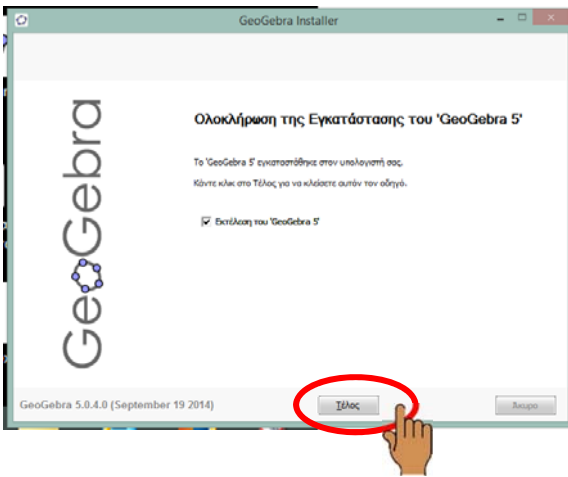 GeoGebra Installer
GeoGebra
Ολοκλήρωση της Εγκατάστασης του 'GeoGebra 5'
Το 'GeoGebra 5' εγκαταστάθηκε στον υπολογιστή σας.
Κάντε κλικ στο Τέλος για να κλείσετε αυτόν τον οδηγό.
Εκτέλεση του 'GeoGebra 5'
GeoGebra 5.0.4.0 (September 19 2014)
Τέλος
Άκυρο